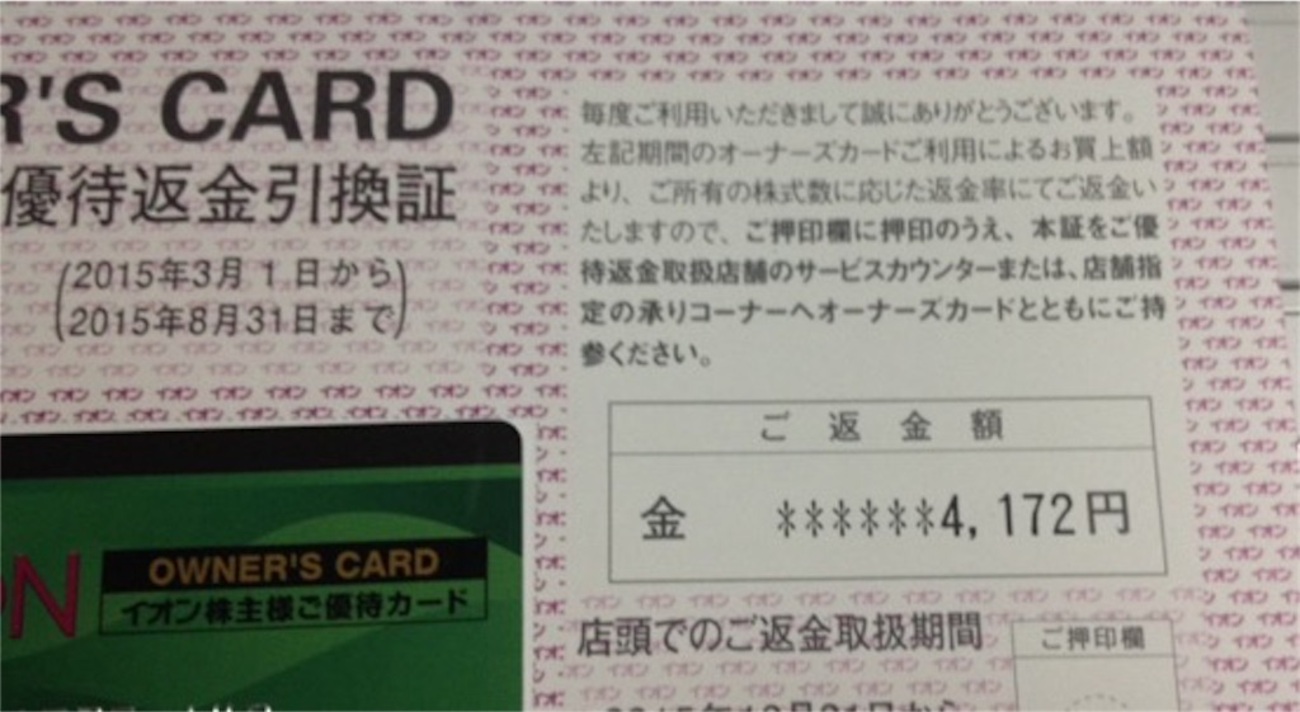 R'S CARD
優待返金引換証
(2015年3月1日から
2015年8月31日まで)
毎度ご利用いただきまして誠にありがとうございます。
左記期間のオーナーズカードご利用によるお買上額
より、ご所有の株式数に応じた返金率にてご返金い
たしますので、ご押印欄に押印のうえ、本証をご優
待返金取扱店舗のサービスカウンターまたは、店舗指
定の承りコーナーへオーナーズカードとともにご持
参ください。
ご返金額
金 ******4,172円
店頭でのご返金取扱期間
ご押印欄
ON
OWNER'S CARD
イオン株主様ご優待カード